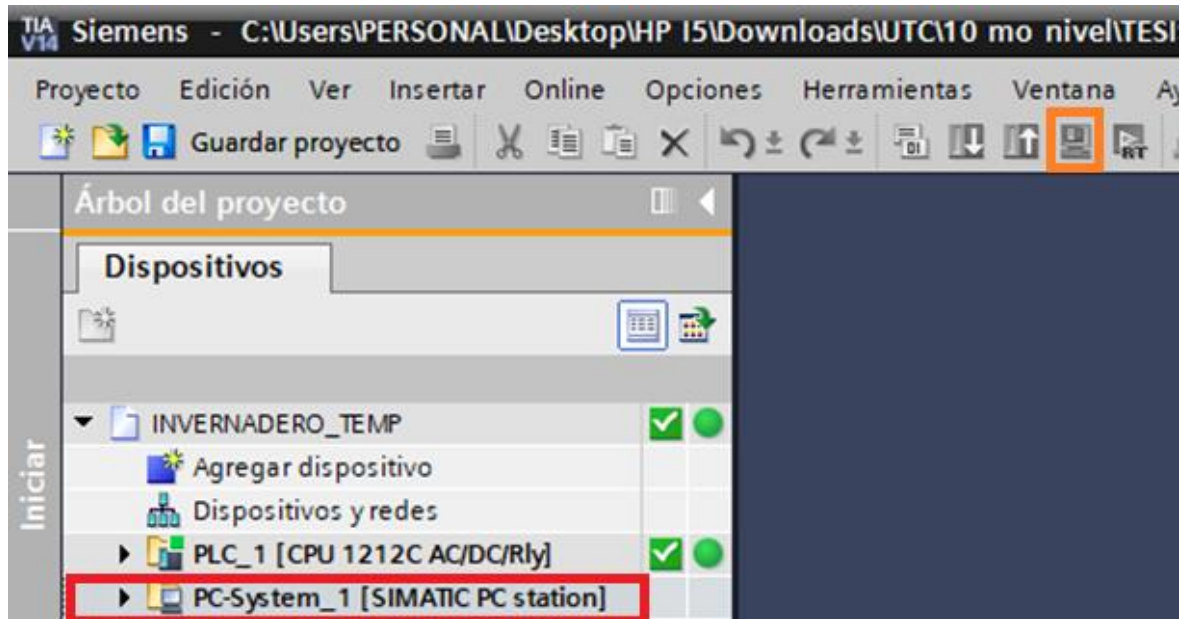 TIA V14 Siemens - C:\Users\PERSONAL\Desktop\HP I5\Downloads\UTC\10 mo nivel\TESI
Proyecto Edición Ver Insertar Online Opciones Herramientas Ventana Ay
Guardar proyecto RT
Árbol del proyecto
Dispositivos
Iniciar
INVERNADERO_TEMP
Agregar dispositivo
Dispositivos y redes
PLC_1 [CPU 1212C AC/DC/Rly]
PC-System_1 [SIMATIC PC station]